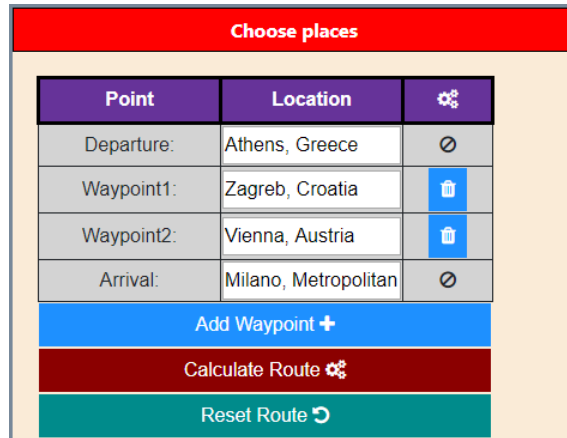 Choose places
Point Location
Departure: Athens, Greece
Waypoint1: Zagreb, Croatia
Waypoint2: Vienna, Austria
Arrival: Milano, Metropolitan
Add Waypoint
Calculate Route
Reset Route